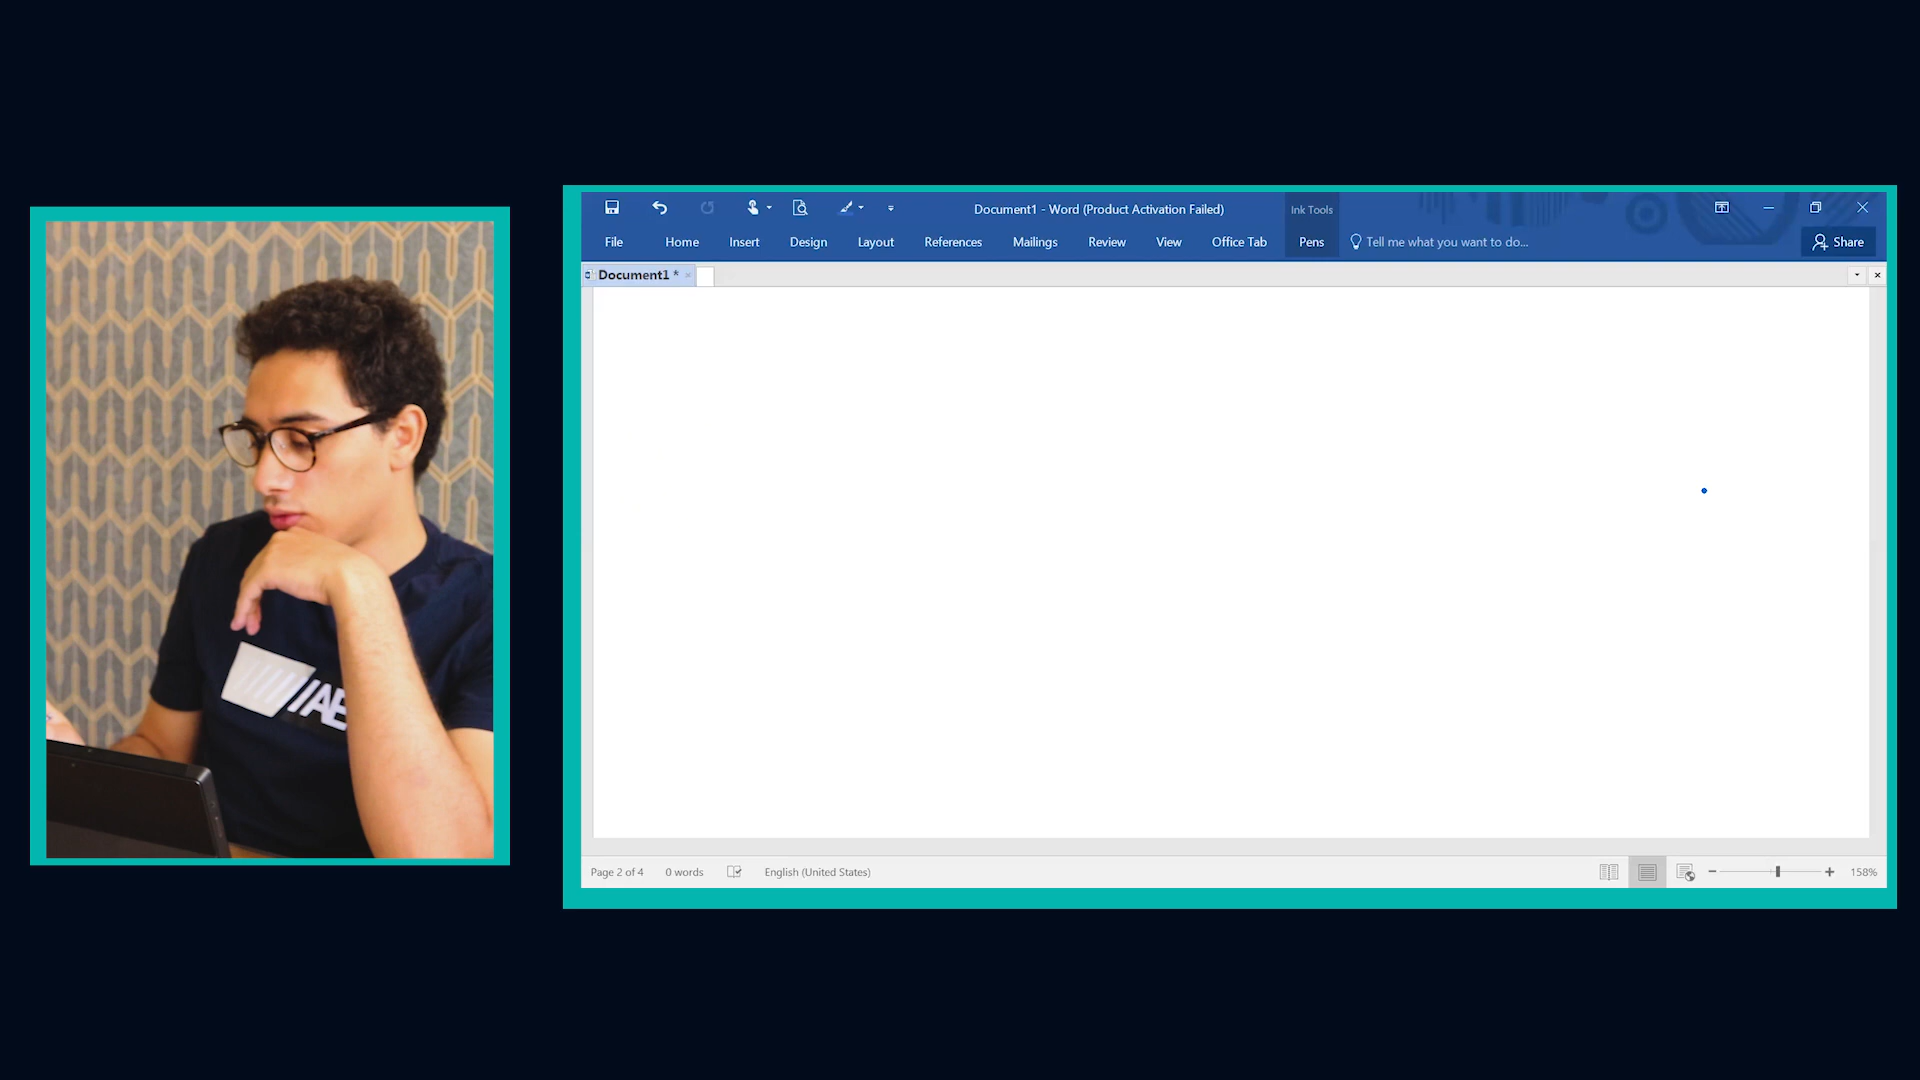 Document1 - Word (Product Activation Failed)
Ink Tools
File Home Insert Design Layout References Mailings Review View Office Tab Pens Tell me what you want to do... Share
Document1 *
Page 2 of 4 0 words English (United States) 158%